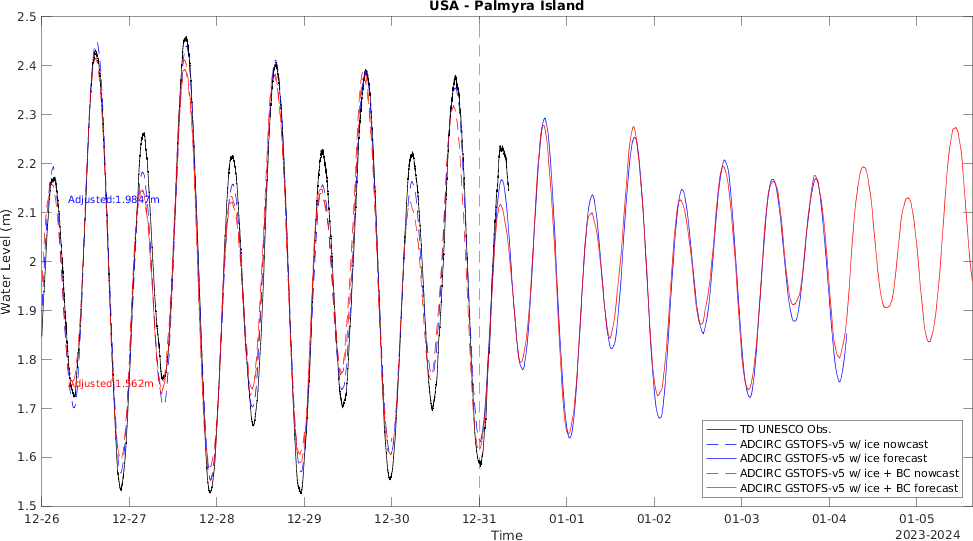 USA - Palmyra Island
2.5
2.4
2.3
2.2
2.1
2
1.9
1.8
1.7
1.6
1.5
Water Level (m)
Adjusted:1.9847m
Adjusted:1.562m
TD UNESCO Obs.
ADCIRC GSTOFS-v5 w/ ice nowcast
ADCIRC GSTOFS-v5 w/ ice forecast
ADCIRC GSTOFS-v5 w/ ice + BC nowcast
ADCIRC GSTOFS-v5 w/ ice + BC forecast
12-26 12-27 12-28 12-29 12-30 12-31 01-01 01-02 01-03 01-04 01-05
Time
2023-2024